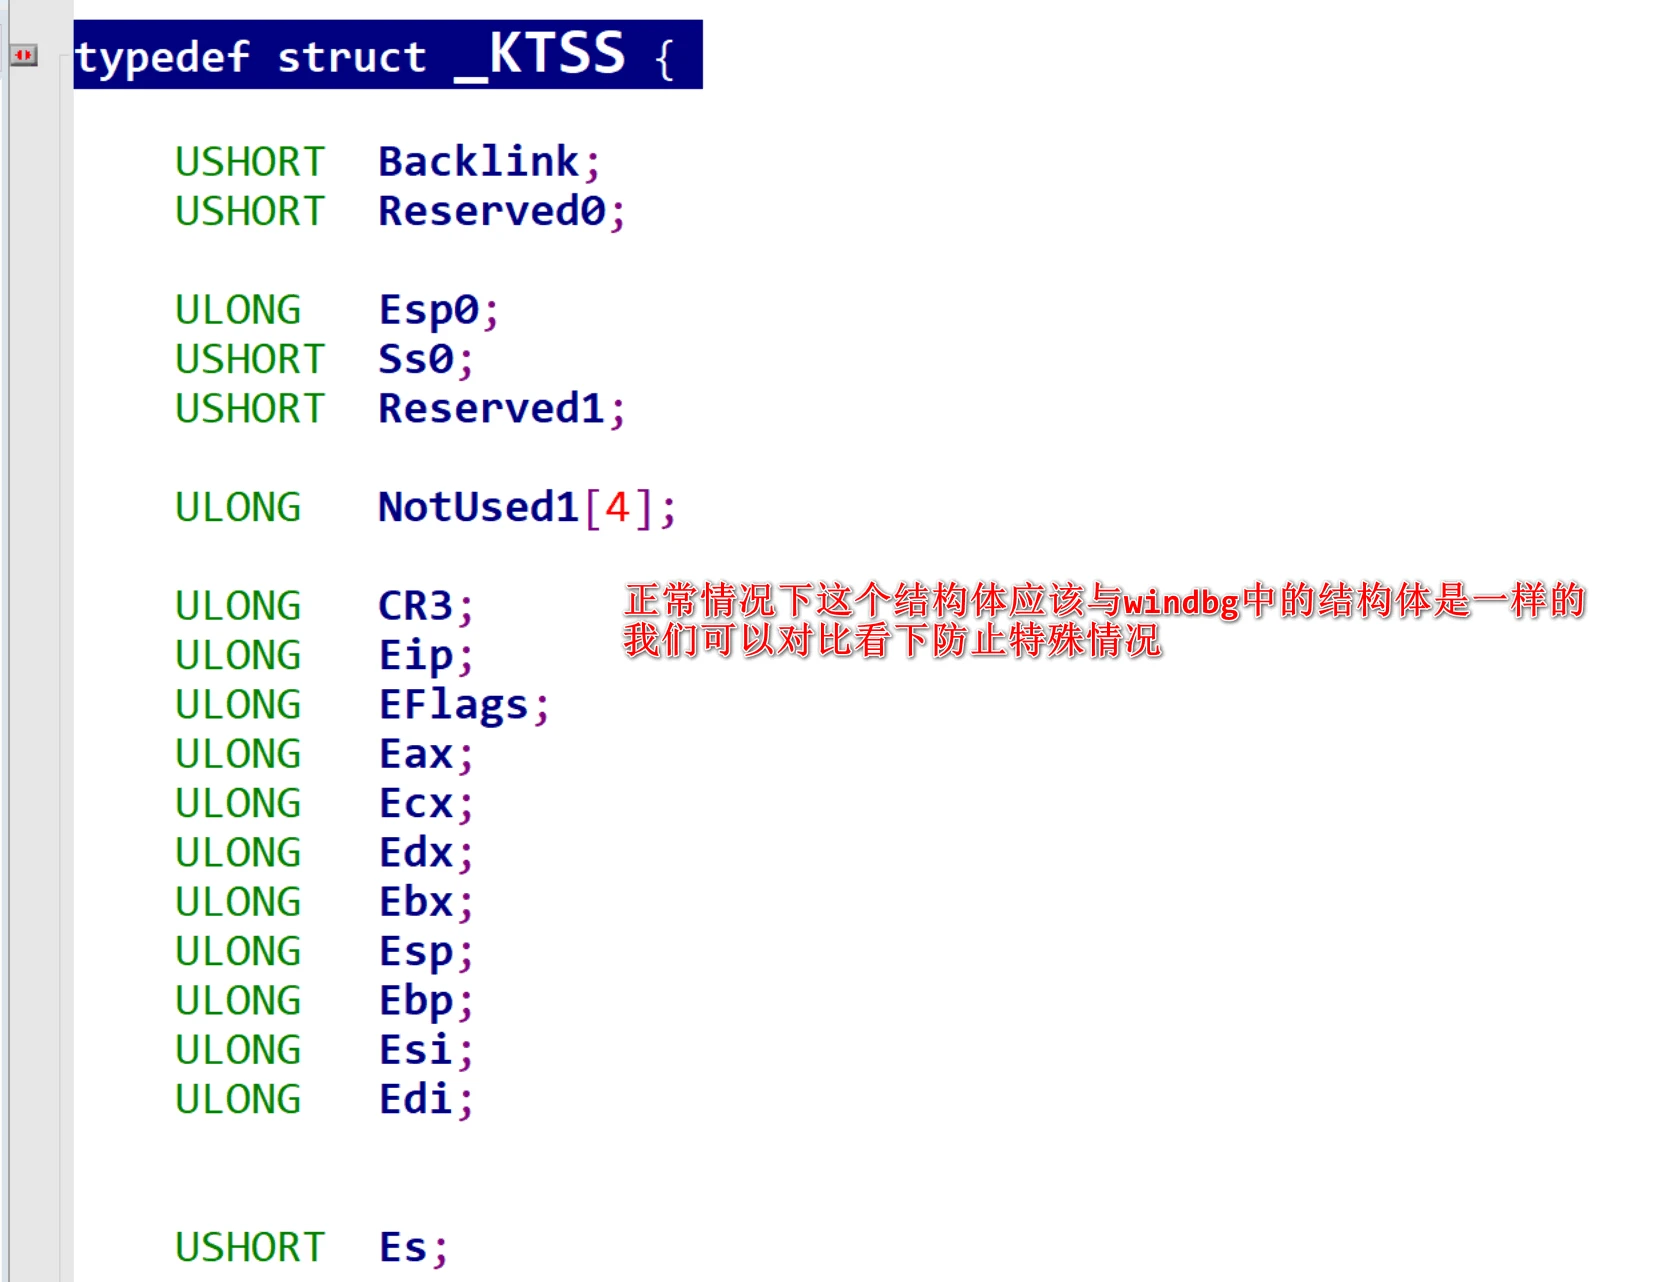 typedef struct _KTSS {
USHORT Backlink;
USHORT Reserved0;
ULONG Esp0;
USHORT Ss0;
USHORT Reserved1;
ULONG NotUsed1[4];
ULONG CR3;
正常情况下这个结构体应该与windbg中的结构体是一样的
我们可以对比看下防止特殊情况
ULONG Eip;
ULONG EFlags;
ULONG Eax;
ULONG Ecx;
ULONG Edx;
ULONG Ebx;
ULONG Esp;
ULONG Ebp;
ULONG Esi;
ULONG Edi;
USHORT Es;